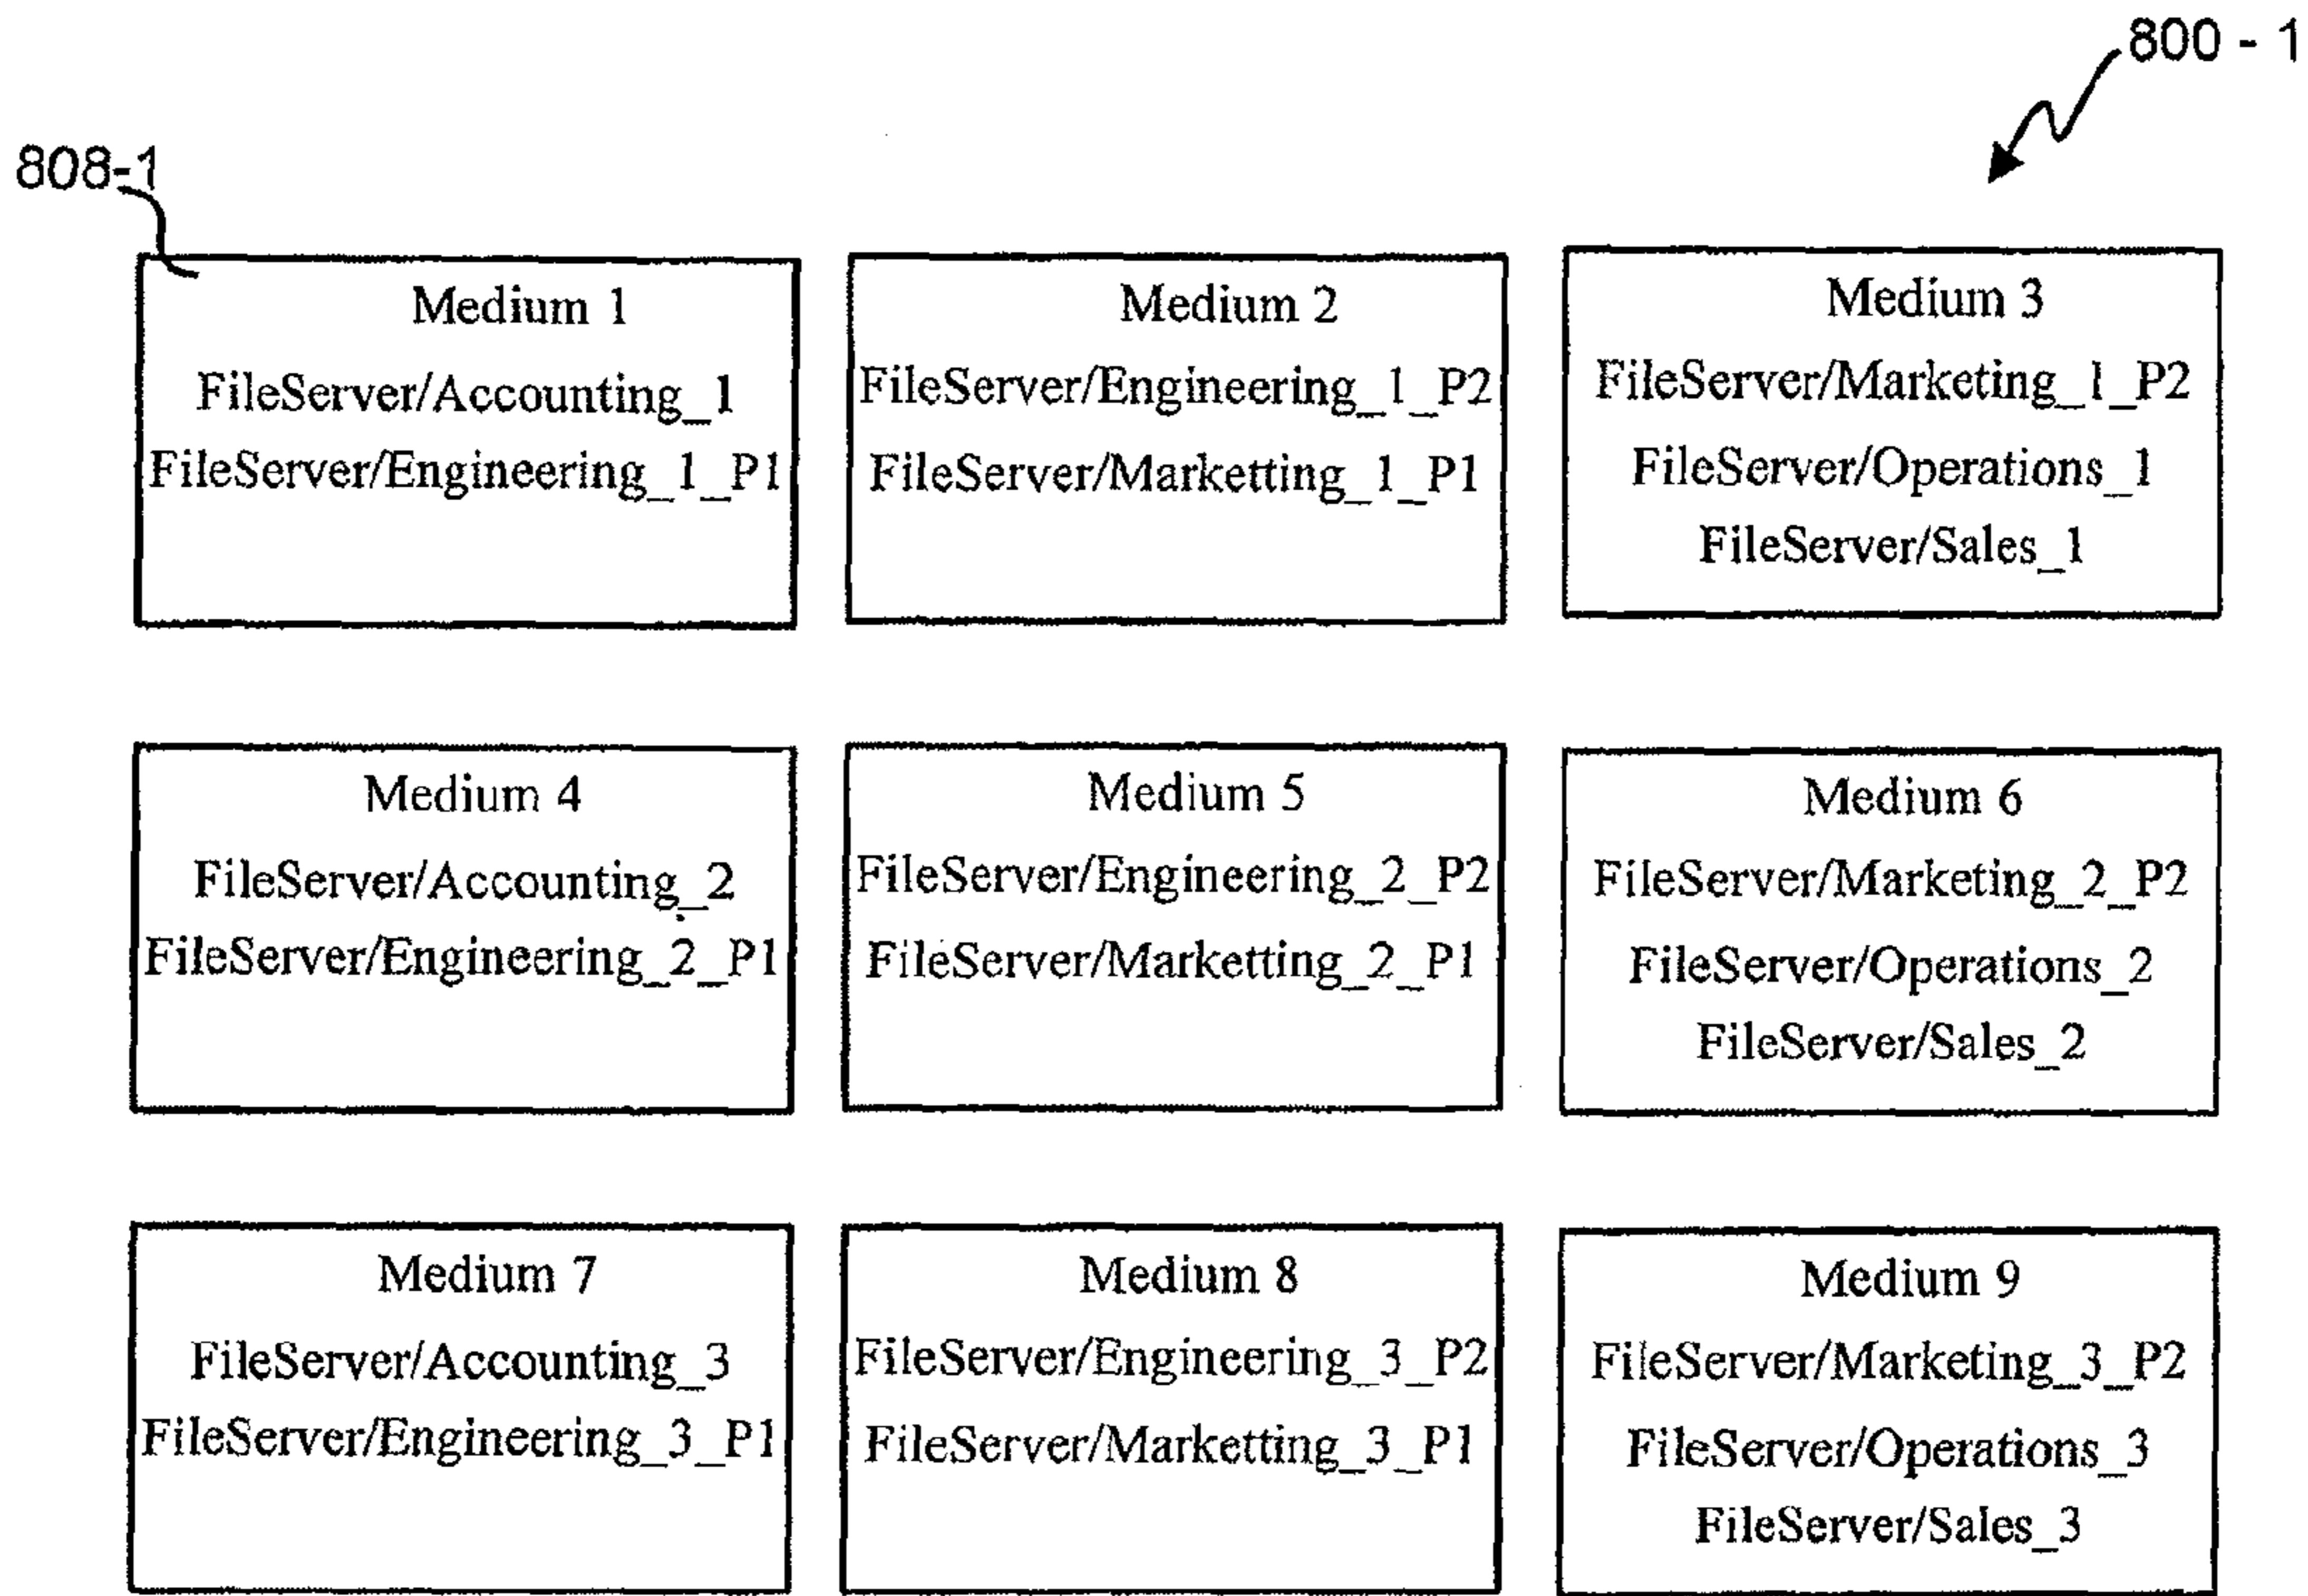 800 - 1
808-1
Medium 1
FileServer/Accounting_1
FileServer/Engineering_1_P1
Medium 2
FileServer/Engineering_1_P2
FileServer/Marketting_1_P1
Medium 3
FileServer/Marketing_1_P2
FileServer/Operations_1
FileServer/Sales_1
Medium 4
FileServer/Accounting_2
FileServer/Engineering_2_P1
Medium 5
FileServer/Engineering_2_P2
FileServer/Marketting_2_P1
Medium 6
FileServer/Marketing_2_P2
FileServer/Operations_2
FileServer/Sales_2
Medium 7
FileServer/Accounting_3
FileServer/Engineering_3_P1
Medium 8
FileServer/Engineering_3_P2
FileServer/Marketting_3_P1
Medium 9
FileServer/Marketing_3_P2
FileServer/Operations_3
FileServer/Sales_3